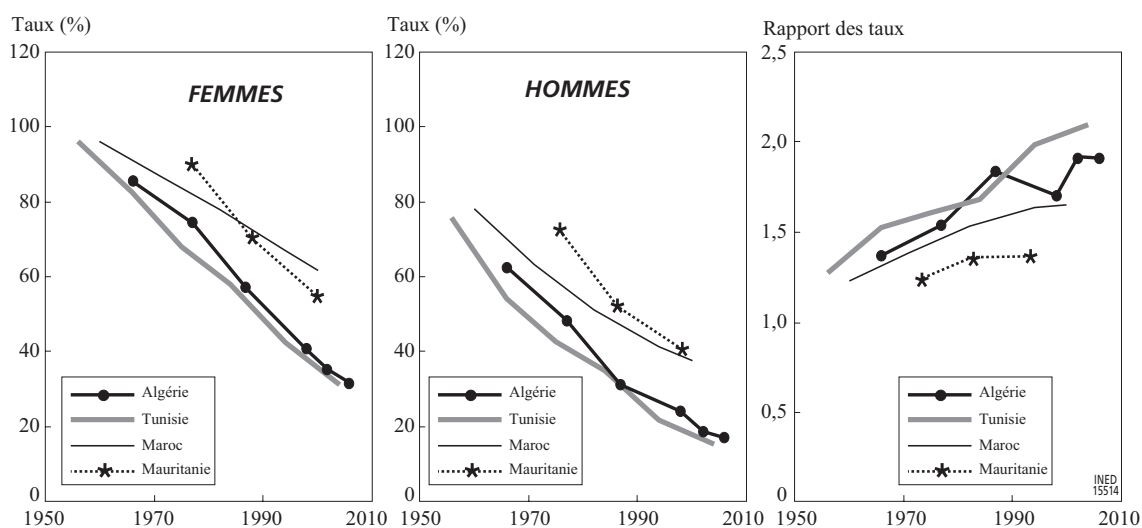 Taux (%)
120
100
80
60
40
20
0
1950 1970 1990 2010
FEMMES
Algérie
Tunisie
Maroc
Mauritanie
Taux (%)
120
100
80
60
40
20
0
1950 1970 1990 2010
HOMMES
Algérie
Tunisie
Maroc
Mauritanie
Rapport des taux
2,5
2,0
1,5
1,0
0,5
0
1950 1970 1990 2010
Algérie
Tunisie
Maroc
Mauritanie
INED
15514